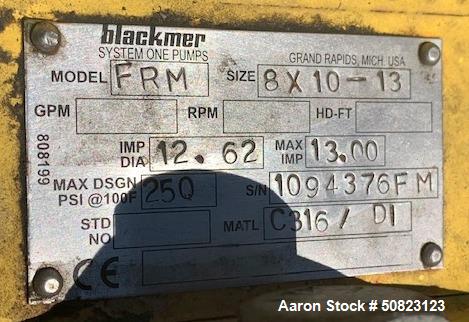 blackmer
SYSTEM ONE PUMPS GRAND RAPIDS, MICH. USA
MODEL FRM SIZE 8 X 10 - 13
GPM RPM HD-FT
IMP DIA 12.62 MAX IMP 13.00
MAX DSGN PSI @100F 250 S/N 1094376FM
STD NO MATL C316 / DI
CE
808199
Aaron Stock # 50823123